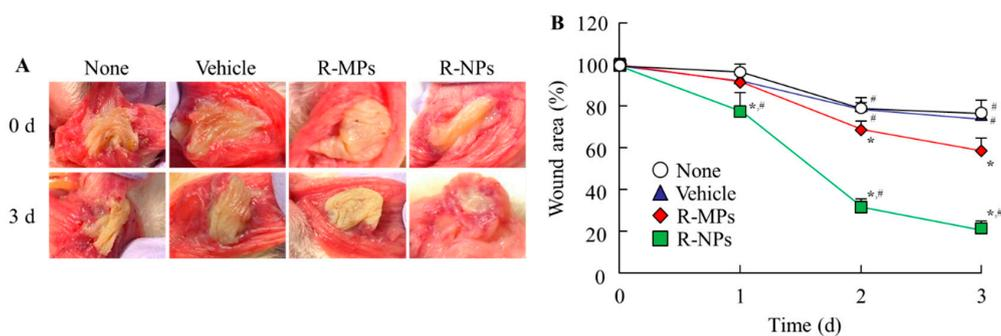 A
None Vehicle R-MPs R-NPs
0 d
3 d
B
Wound area (%)
120
100
80
60
40
20
0
None
Vehicle
R-MPs
R-NPs
*,#
#
#
*
*,#
#
#
*
*,#
0 1 2 3
Time (d)